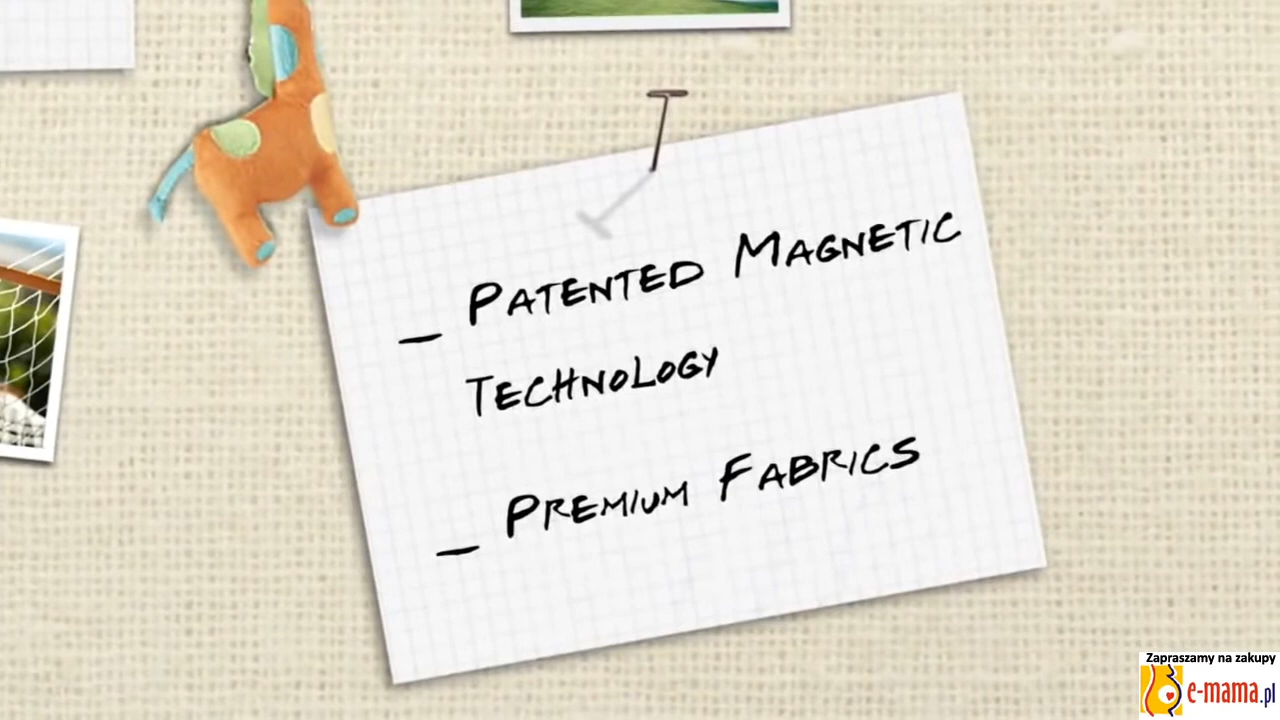 _ Patented Magnetic
Technology
_ Premium Fabrics
Zapraszamy na zakupy
e-mama.pl